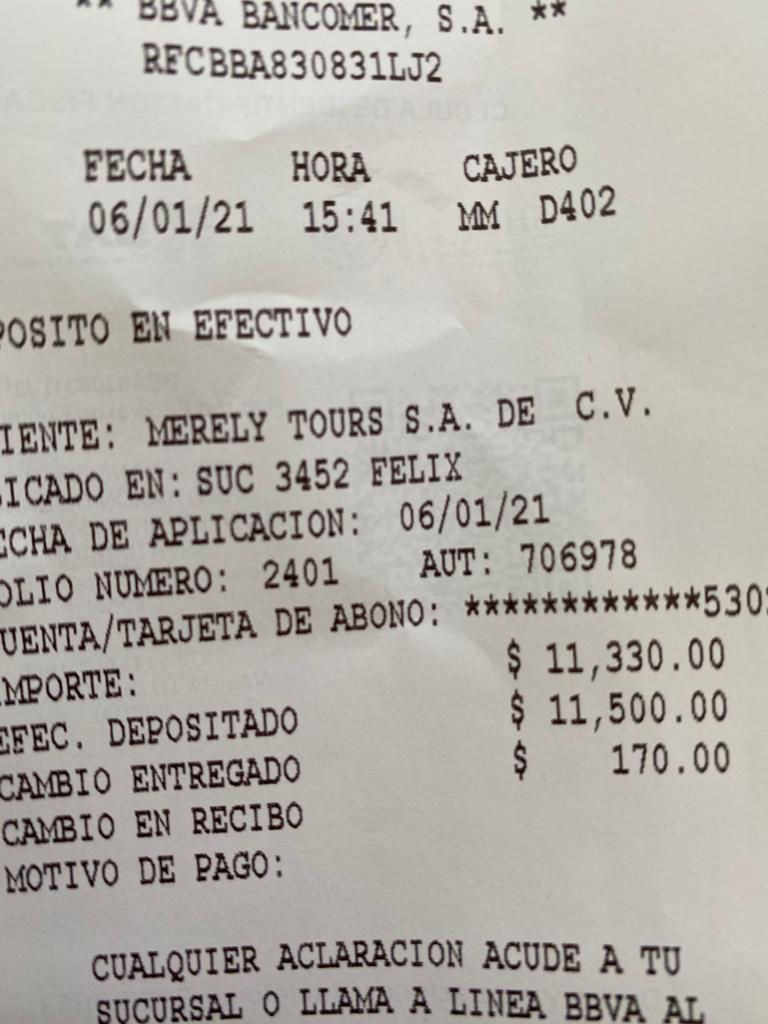 ** BBVA BANCOMER, S.A. **
RFCBBA830831LJ2
FECHA HORA CAJERO
06/01/21 15:41 MM D402
POSITO EN EFECTIVO
IENTE: MERELY TOURS S.A. DE C.V.
LICADO EN: SUC 3452 FELIX
ECHA DE APLICACION: 06/01/21
OLIO NUMERO: 2401 AUT: 706978
UENTA/TARJETA DE ABONO: ************530
IMPORTE: $ 11,330.00
EFEC. DEPOSITADO $ 11,500.00
CAMBIO ENTREGADO $ 170.00
CAMBIO EN RECIBO
MOTIVO DE PAGO:
CUALQUIER ACLARACION ACUDE A TU
SUCURSAL O LLAMA A LINEA BBVA AL